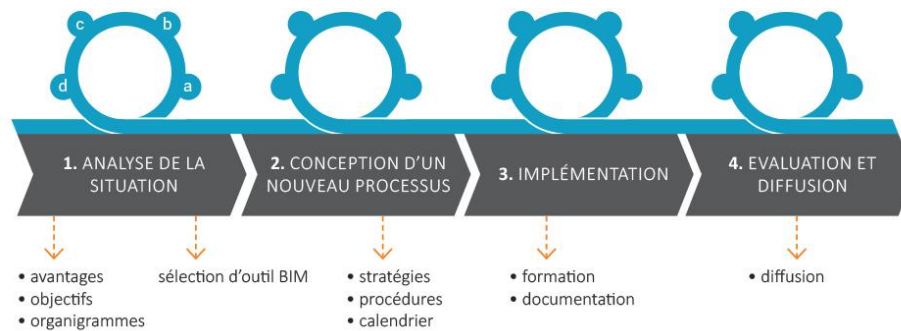 c
b
d
a
1. ANALYSE DE LA
SITUATION
2. CONCEPTION D'UN
NOUVEAU PROCESSUS
3. IMPLÉMENTATION
4. EVALUATION ET
DIFFUSION
• avantages
• objectifs
• organigrammes
sélection d'outil BIM
• stratégies
• procédures
• calendrier
• formation
• documentation
• diffusion